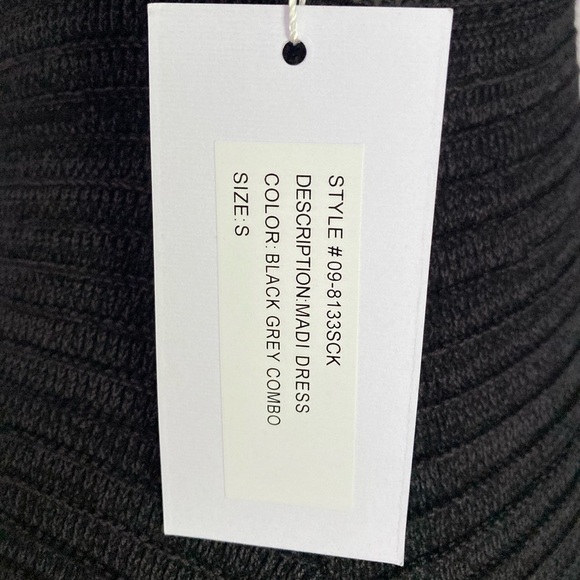 STYLE # 09-8133SCK
DESCRIPTION:MADI DRESS
COLOR: BLACK GREY COMBO
SIZE: S